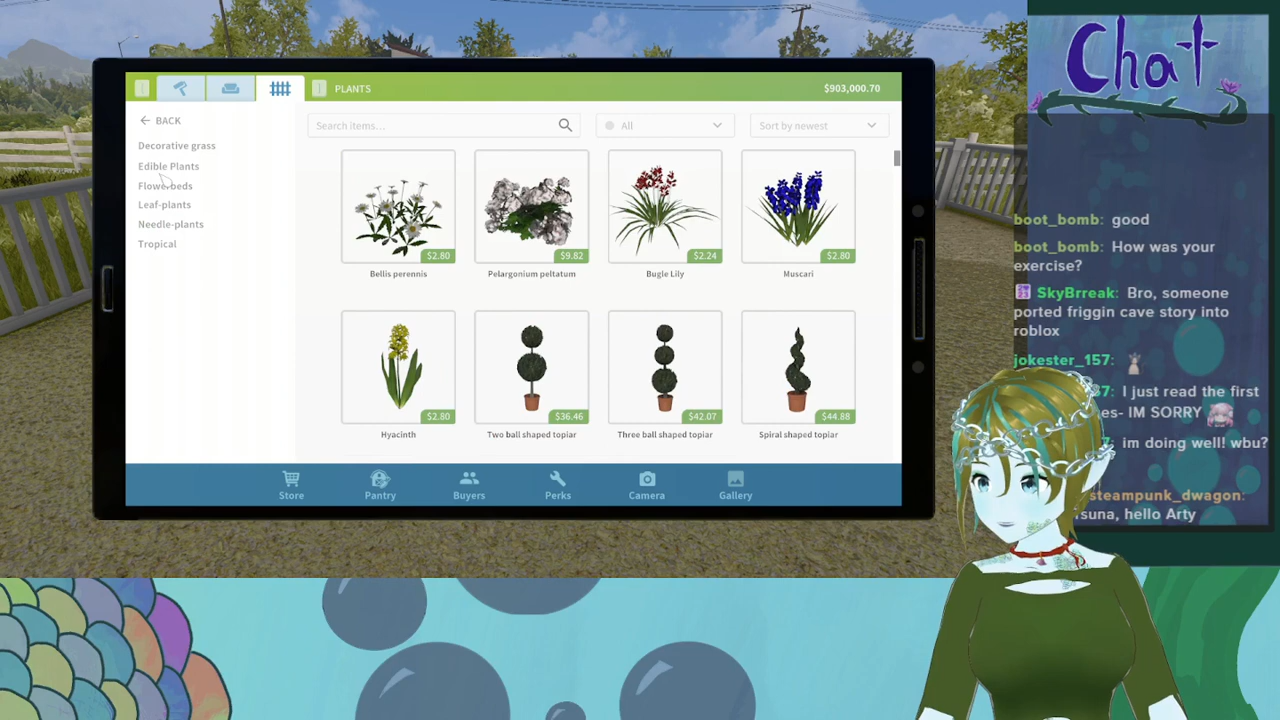 PLANTS
$903,000.70
BACK
Search items...
All
Sort by newest
Decorative grass
Edible Plants
Flowerbeds
Leaf-plants
Needle-plants
Tropical
$2.80
$9.82
$2.24
$2.80
Bellis perennis
Pelargonium peltatum
Bugle Lily
Muscari
$2.80
$36.46
$42.07
$44.88
Hyacinth
Two ball shaped topiar
Three ball shaped topiar
Spiral shaped topiar
Store
Pantry
Buyers
Perks
Camera
Gallery
Chat
boot_bomb: good
boot_bomb: How was your
exercise?
SkyBrreak: Bro, someone
ported friggin cave story into
roblox
jokester_157:
87: I just read the first
es- IM SORRY
im doing well! wbu?
steampunk_dwagon:
tsuna, hello Arty